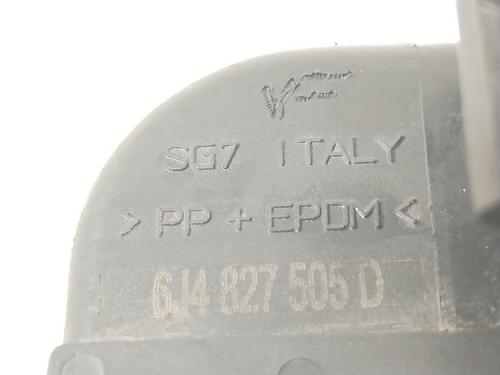 SG7 ITALY
> PP + EPDM <
6J4 827 505 D